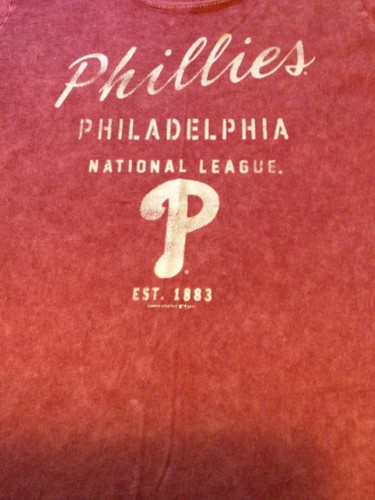 Phillies
PHILADELPHIA
NATIONAL LEAGUE.
P
EST. 1883